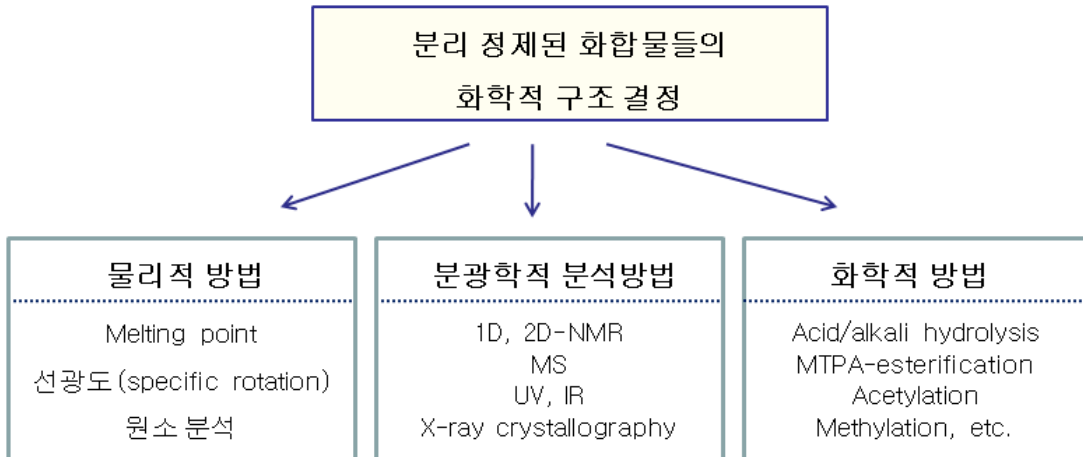 분리 정제된 화합물들의
화학적 구조 결정
물리적 방법
Melting point
선광도(specific rotation)
원소 분석
분광학적 분석방법
1D, 2D-NMR
MS
UV, IR
X-ray crystallography
화학적 방법
Acid/alkali hydrolysis
MTPA-esterification
Acetylation
Methylation, etc.